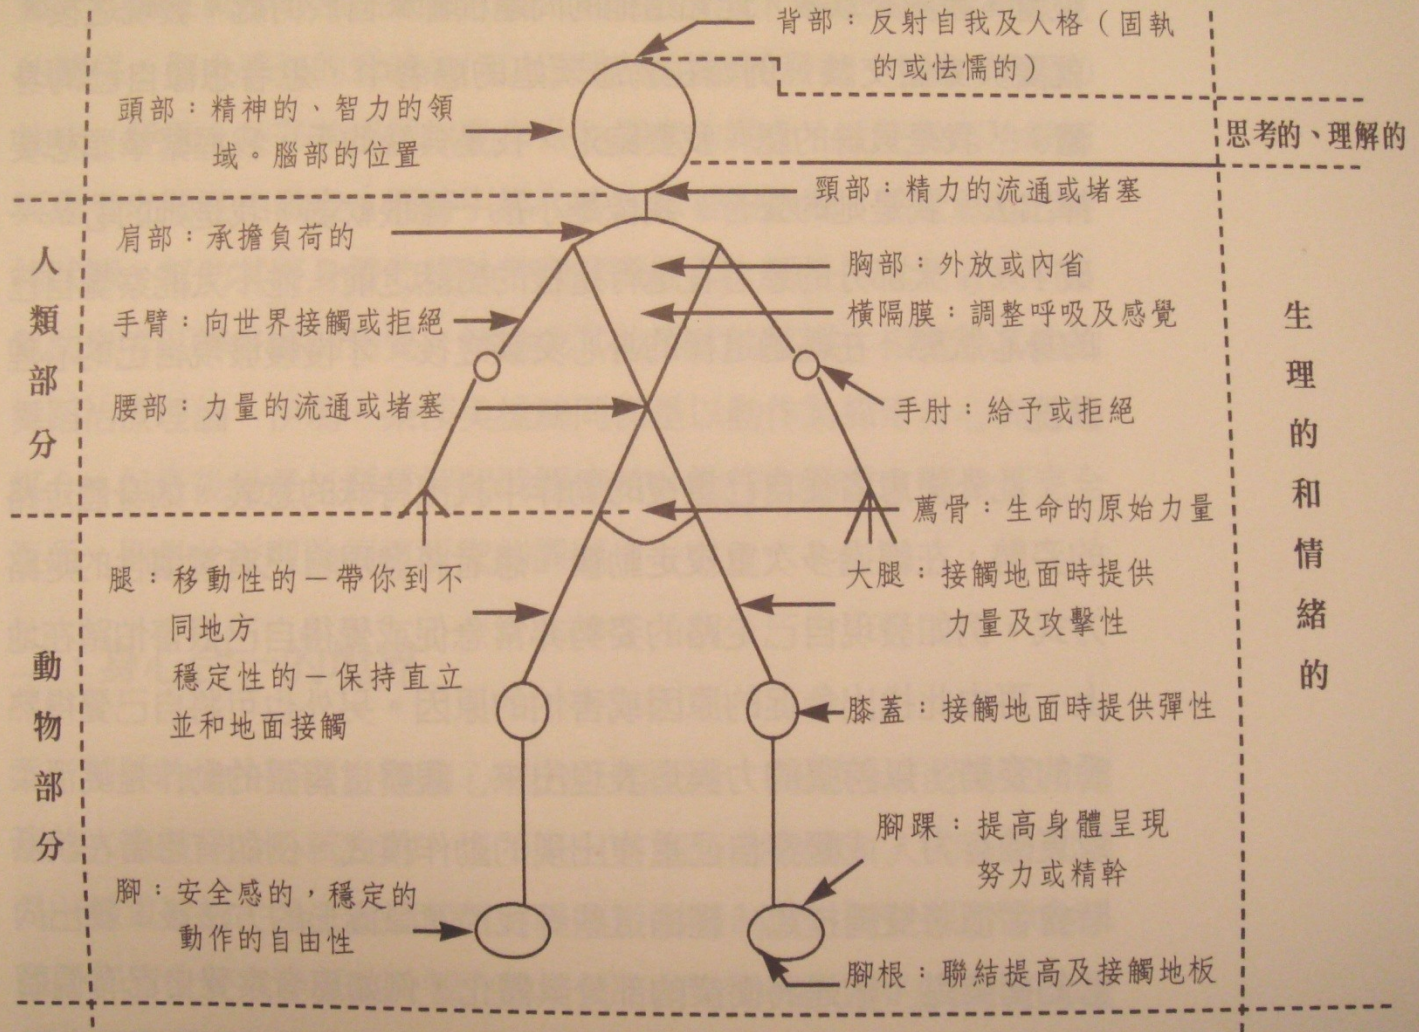 背部：反射自我及人格（固執
的或怯懦的）
頭部：精神的、智力的領
域。腦部的位置
思考的、理解的
頸部：精力的流通或堵塞
肩部：承擔負荷的
胸部：外放或內省
橫隔膜：調整呼吸及感覺
手臂：向世界接觸或拒絕
腰部：力量的流通或堵塞
手肘：給予或拒絕
人類部分
生理的和情緒的
薦骨：生命的原始力量
腿：移動性的－帶你到不
同地方
穩定性的－保持直立
並和地面接觸
大腿：接觸地面時提供
力量及攻擊性
膝蓋：接觸地面時提供彈性
動物部分
腳踝：提高身體呈現
努力或精幹
腳：安全感的，穩定的
動作的自由性
腳根：聯結提高及接觸地板